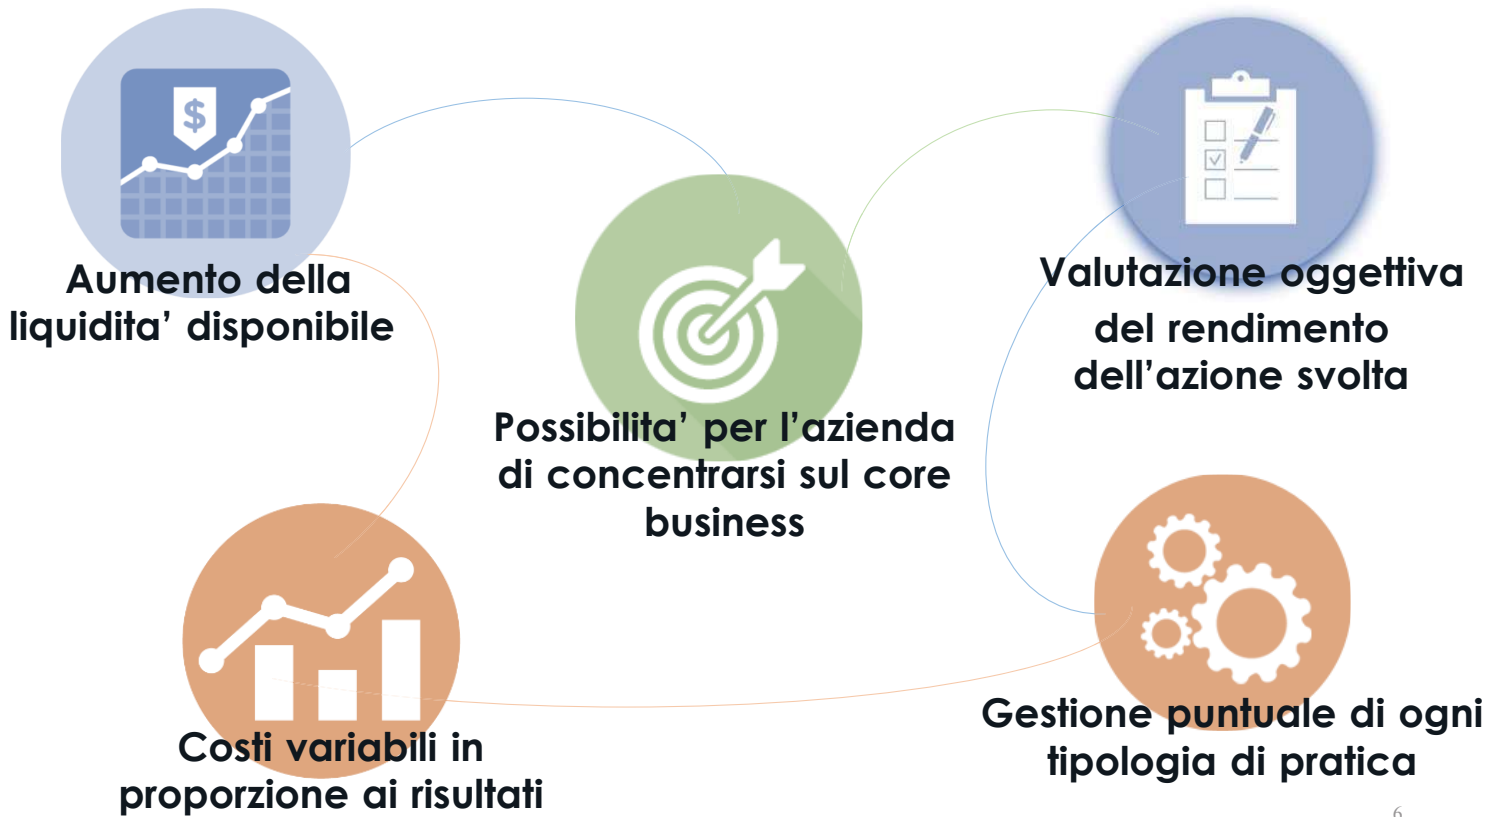 $
Aumento della
liquidita’ disponibile
Valutazione oggettiva
del rendimento
dell’azione svolta
Possibilita’ per l’azienda
di concentrarsi sul core
business
Costi variabili in
proporzione ai risultati
Gestione puntuale di ogni
tipologia di pratica
6